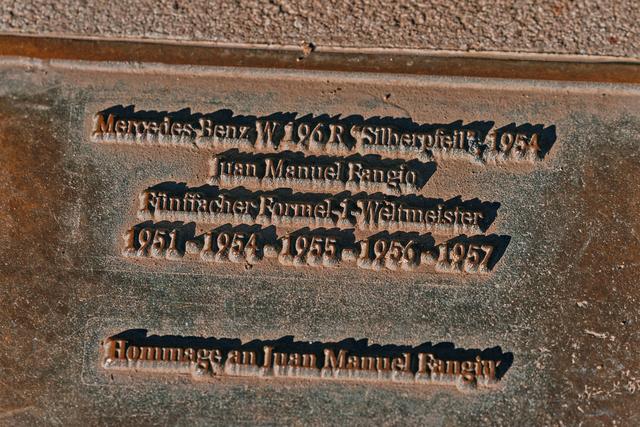 Mercedes-Benz W 196 R "Silberpfeil", 1954
Juan Manuel Fangio
Fünffacher Formel-1-Weltmeister
1951 · 1954 · 1955 · 1956 · 1957
Hommage an Juan Manuel Fangio